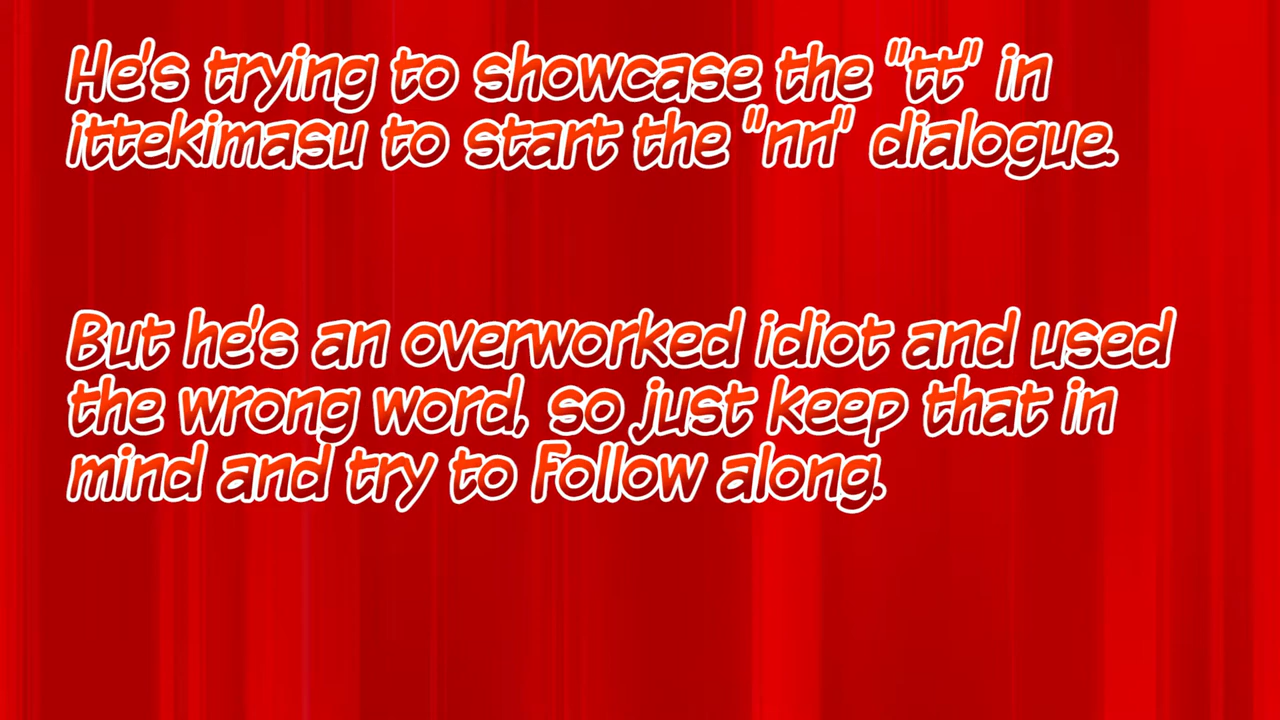 He's trying to showcase the "tt" in
ittekimasu to start the "nn" dialogue.
But he's an overworked idiot and used
the wrong word, so just keep that in
mind and try to follow along.